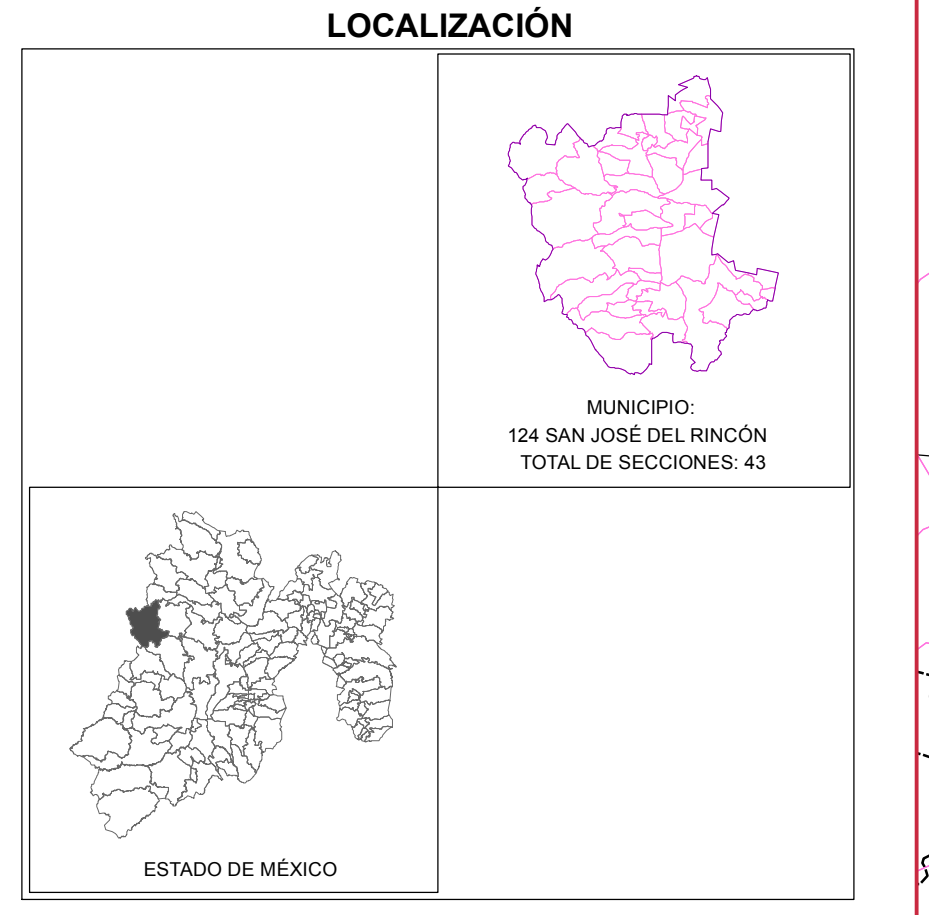 LOCALIZACIÓN
MUNICIPIO:
124 SAN JOSÉ DEL RINCÓN
TOTAL DE SECCIONES: 43
ESTADO DE MÉXICO